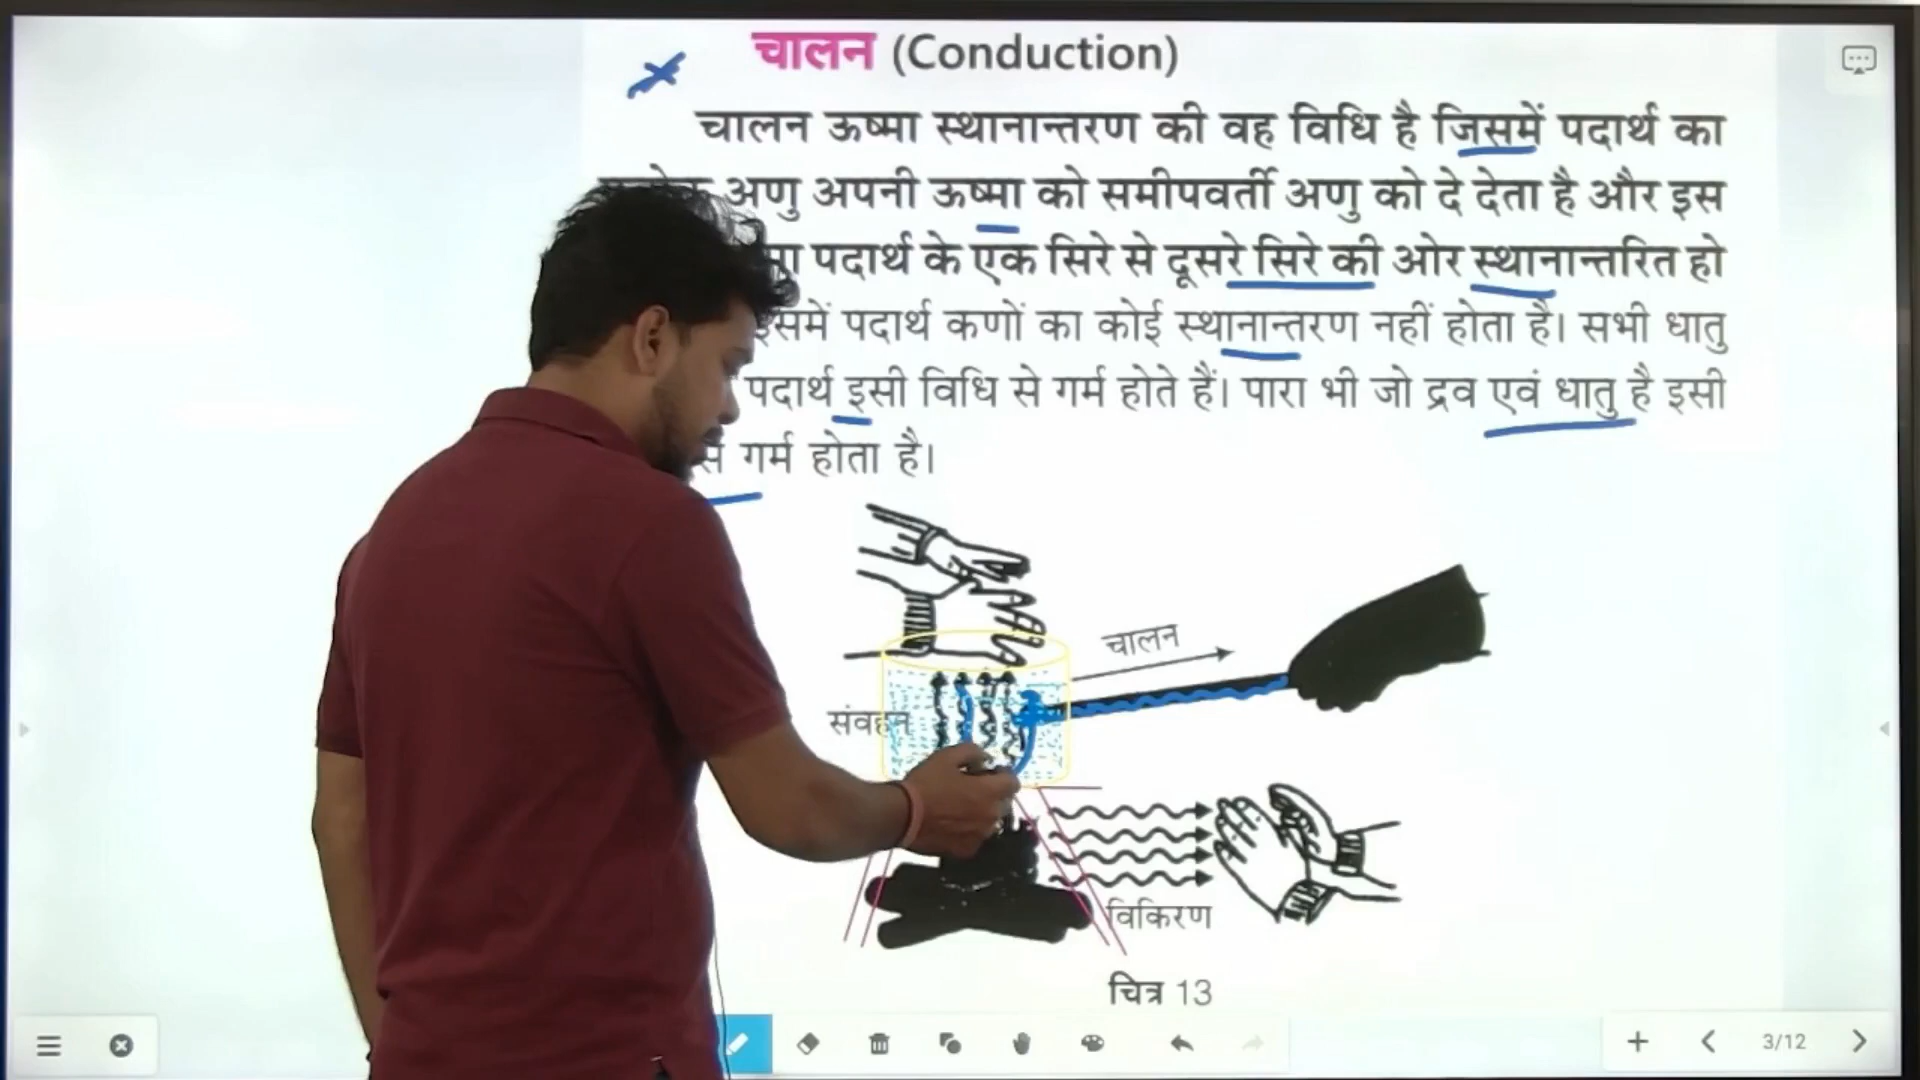 चालन (Conduction)
चालन ऊष्मा स्थानान्तरण की वह विधि है जिसमें पदार्थ का
अणु अपनी ऊष्मा को समीपवर्ती अणु को दे देता है और इस
पदार्थ के एक सिरे से दूसरे सिरे की ओर स्थानान्तरित हो
इसमें पदार्थ कणों का कोई स्थानान्तरण नहीं होता है। सभी धातु
पदार्थ इसी विधि से गर्म होते हैं। पारा भी जो द्रव एवं धातु है इसी
से गर्म होता है।
चालन
संवहन
विकिरण
चित्र 13
3/12